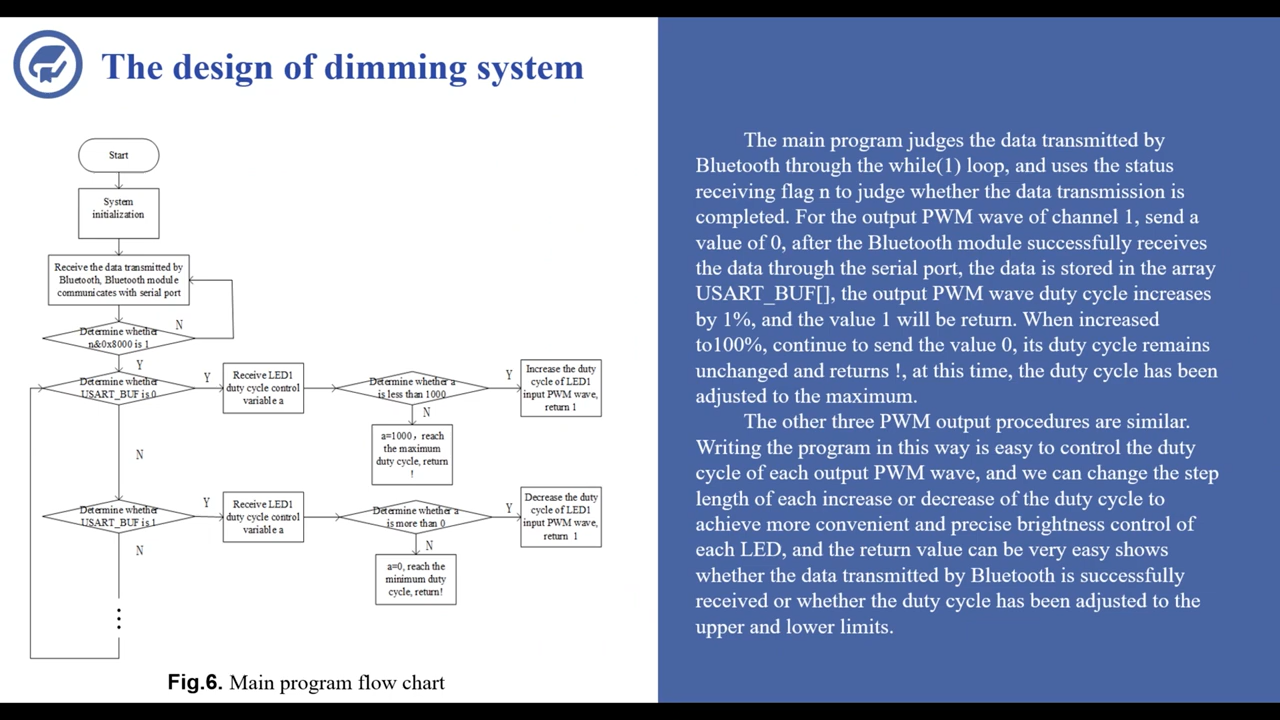 The design of dimming system
Start
System
initialization
Receive the data transmitted by
Bluetooth, Bluetooth module
communicates with serial port
N
Determine whether
n&0x8000 is 1
Y
Determine whether
USART_BUF is 0
Y
Receive LED1
duty cycle control
variable a
Determine whether a
is less than 1000
Y
Increase the duty
cycle of LED1
input PWM wave,
return 1
N
a=1000, reach
the maximum
duty cycle, return
!
N
Determine whether
USART_BUF is 1
Y
Receive LED1
duty cycle control
variable a
Determine whether a
is more than 0
Y
Decrease the duty
cycle of LED1
input PWM wave,
return 1
N
a=0, reach the
minimum duty
cycle, return!
N
Fig.6. Main program flow chart
The main program judges the data transmitted by
Bluetooth through the while(1) loop, and uses the status
receiving flag n to judge whether the data transmission is
completed. For the output PWM wave of channel 1, send a
value of 0, after the Bluetooth module successfully receives
the data through the serial port, the data is stored in the array
USART_BUF[], the output PWM wave duty cycle increases
by 1%, and the value 1 will be return. When increased
to100%, continue to send the value 0, its duty cycle remains
unchanged and returns !, at this time, the duty cycle has been
adjusted to the maximum.
The other three PWM output procedures are similar.
Writing the program in this way is easy to control the duty
cycle of each output PWM wave, and we can change the step
length of each increase or decrease of the duty cycle to
achieve more convenient and precise brightness control of
each LED, and the return value can be very easy shows
whether the data transmitted by Bluetooth is successfully
received or whether the duty cycle has been adjusted to the
upper and lower limits.